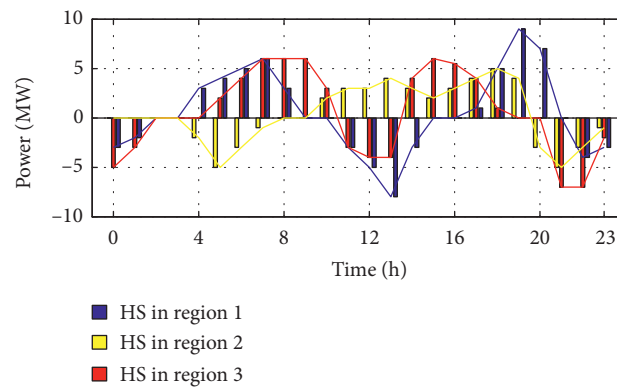 10
5
0
−5
−10
Power (MW)
0 4 8 12 16 20 23
Time (h)
HS in region 1
HS in region 2
HS in region 3